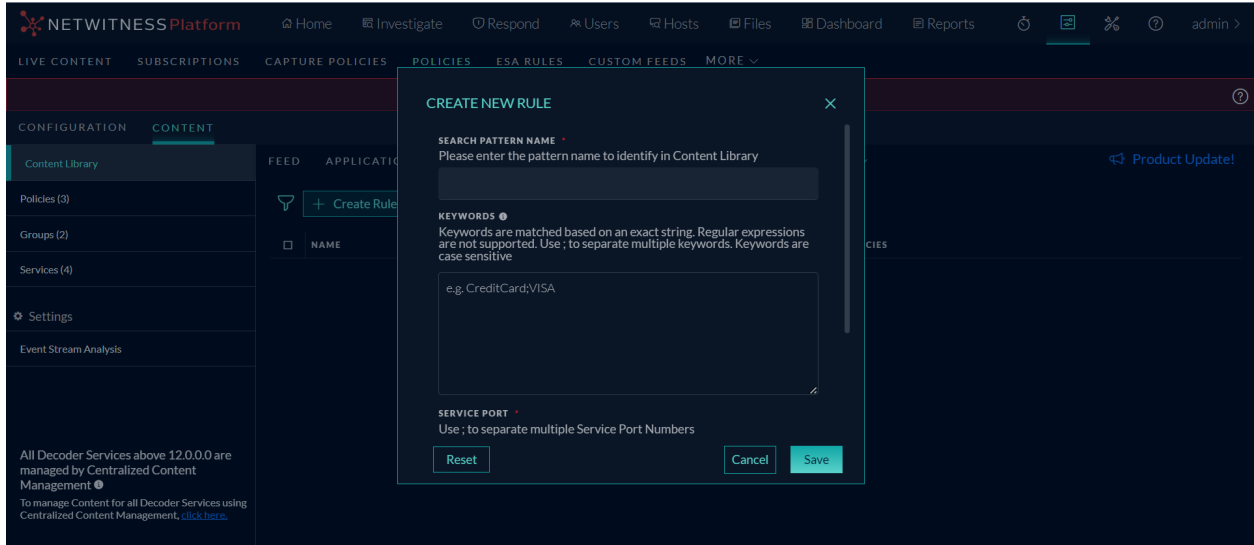 NETWITNESS Platform Home Investigate Respond Users Hosts Files Dashboard Reports admin >
LIVE CONTENT SUBSCRIPTIONS CAPTURE POLICIES POLICIES ESA RULES CUSTOM FEEDS MORE
CONFIGURATION CONTENT
Content Library
Policies (3)
Groups (2)
Services (4)
Settings
Event Stream Analysis
All Decoder Services above 12.0.0.0 are
managed by Centralized Content
Management
To manage Content for all Decoder Services using
Centralized Content Management, click here.
FEED APPLICATIO
Product Update!
+ Create Rule
NAME
CIES
CREATE NEW RULE
SEARCH PATTERN NAME *
Please enter the pattern name to identify in Content Library
KEYWORDS
Keywords are matched based on an exact string. Regular expressions
are not supported. Use ; to separate multiple keywords. Keywords are
case sensitive
e.g. CreditCard;VISA
SERVICE PORT *
Use ; to separate multiple Service Port Numbers
Reset Cancel Save